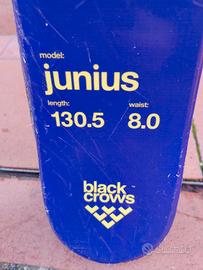 model:
junius
length: waist:
130.5 8.0
black
crows